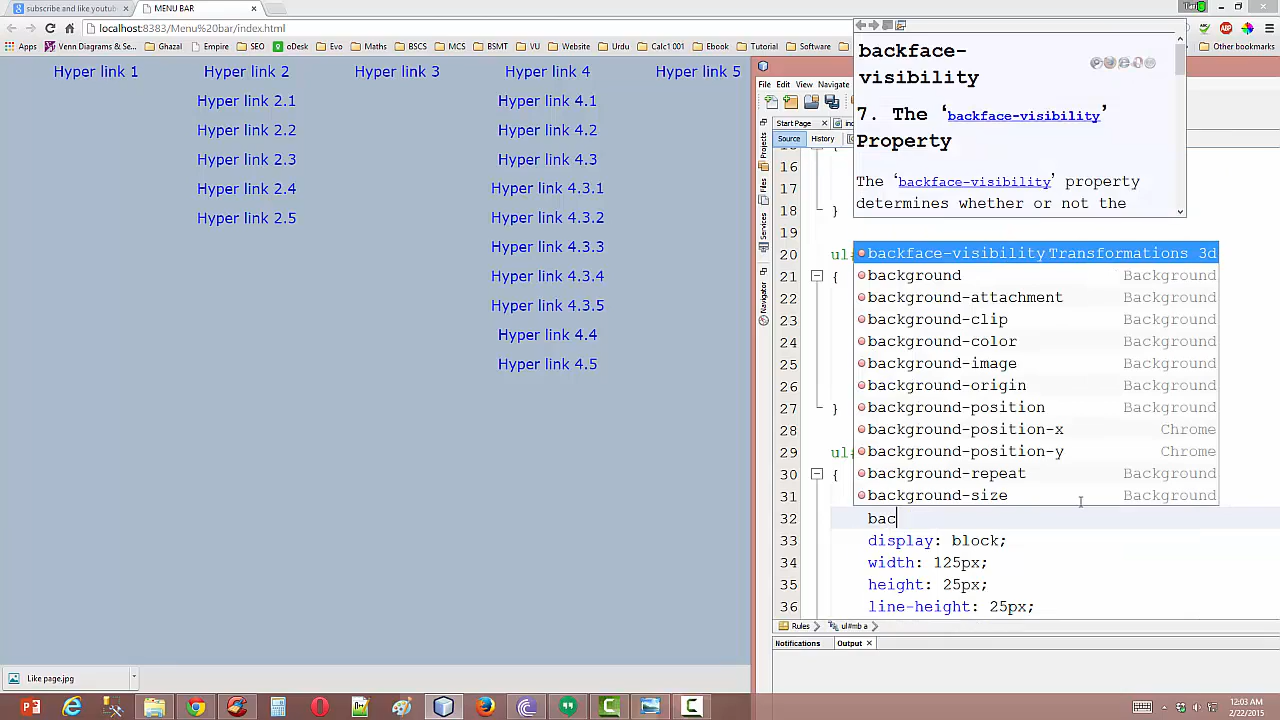 subscribe and like youtub
MENU BAR
localhost:8383/Menu%20bar/index.html
Apps
Venn Diagrams & Se...
Ghazal
Empire
SEO
oDesk
Evo
Maths
BSCS
MCS
BSMT
VU
Website
Urdu
Calc1 001
Ebook
Tutorial
Software
Other bookmarks
Hyper link 1
Hyper link 2
Hyper link 3
Hyper link 4
Hyper link 5
Hyper link 2.1
Hyper link 4.1
Hyper link 2.2
Hyper link 4.2
Hyper link 2.3
Hyper link 4.3
Hyper link 2.4
Hyper link 4.3.1
Hyper link 2.5
Hyper link 4.3.2
Hyper link 4.3.3
Hyper link 4.3.4
Hyper link 4.3.5
Hyper link 4.4
Hyper link 4.5
File Edit View Navigate
Start Page
Source
History
Projects
Files
Services
Navigator
backface-
visibility
7. The ‘backface-visibility’
Property
The ‘backface-visibility’ property
determines whether or not the
backface-visibility Transformations 3d
background Background
background-attachment Background
background-clip Background
background-color Background
background-image Background
background-origin Background
background-position Background
background-position-x Chrome
background-position-y Chrome
background-repeat Background
background-size Background
16
17
18 }
19
20 ul#
21 {
22
23
24
25
26
27 }
28
29 ul#
30 {
31
32 bac
33 display: block;
34 width: 125px;
35 height: 25px;
36 line-height: 25px;
Rules
ul#mb a
Notifications
Output
Like page.jpg
12:03 AM
2/22/2015